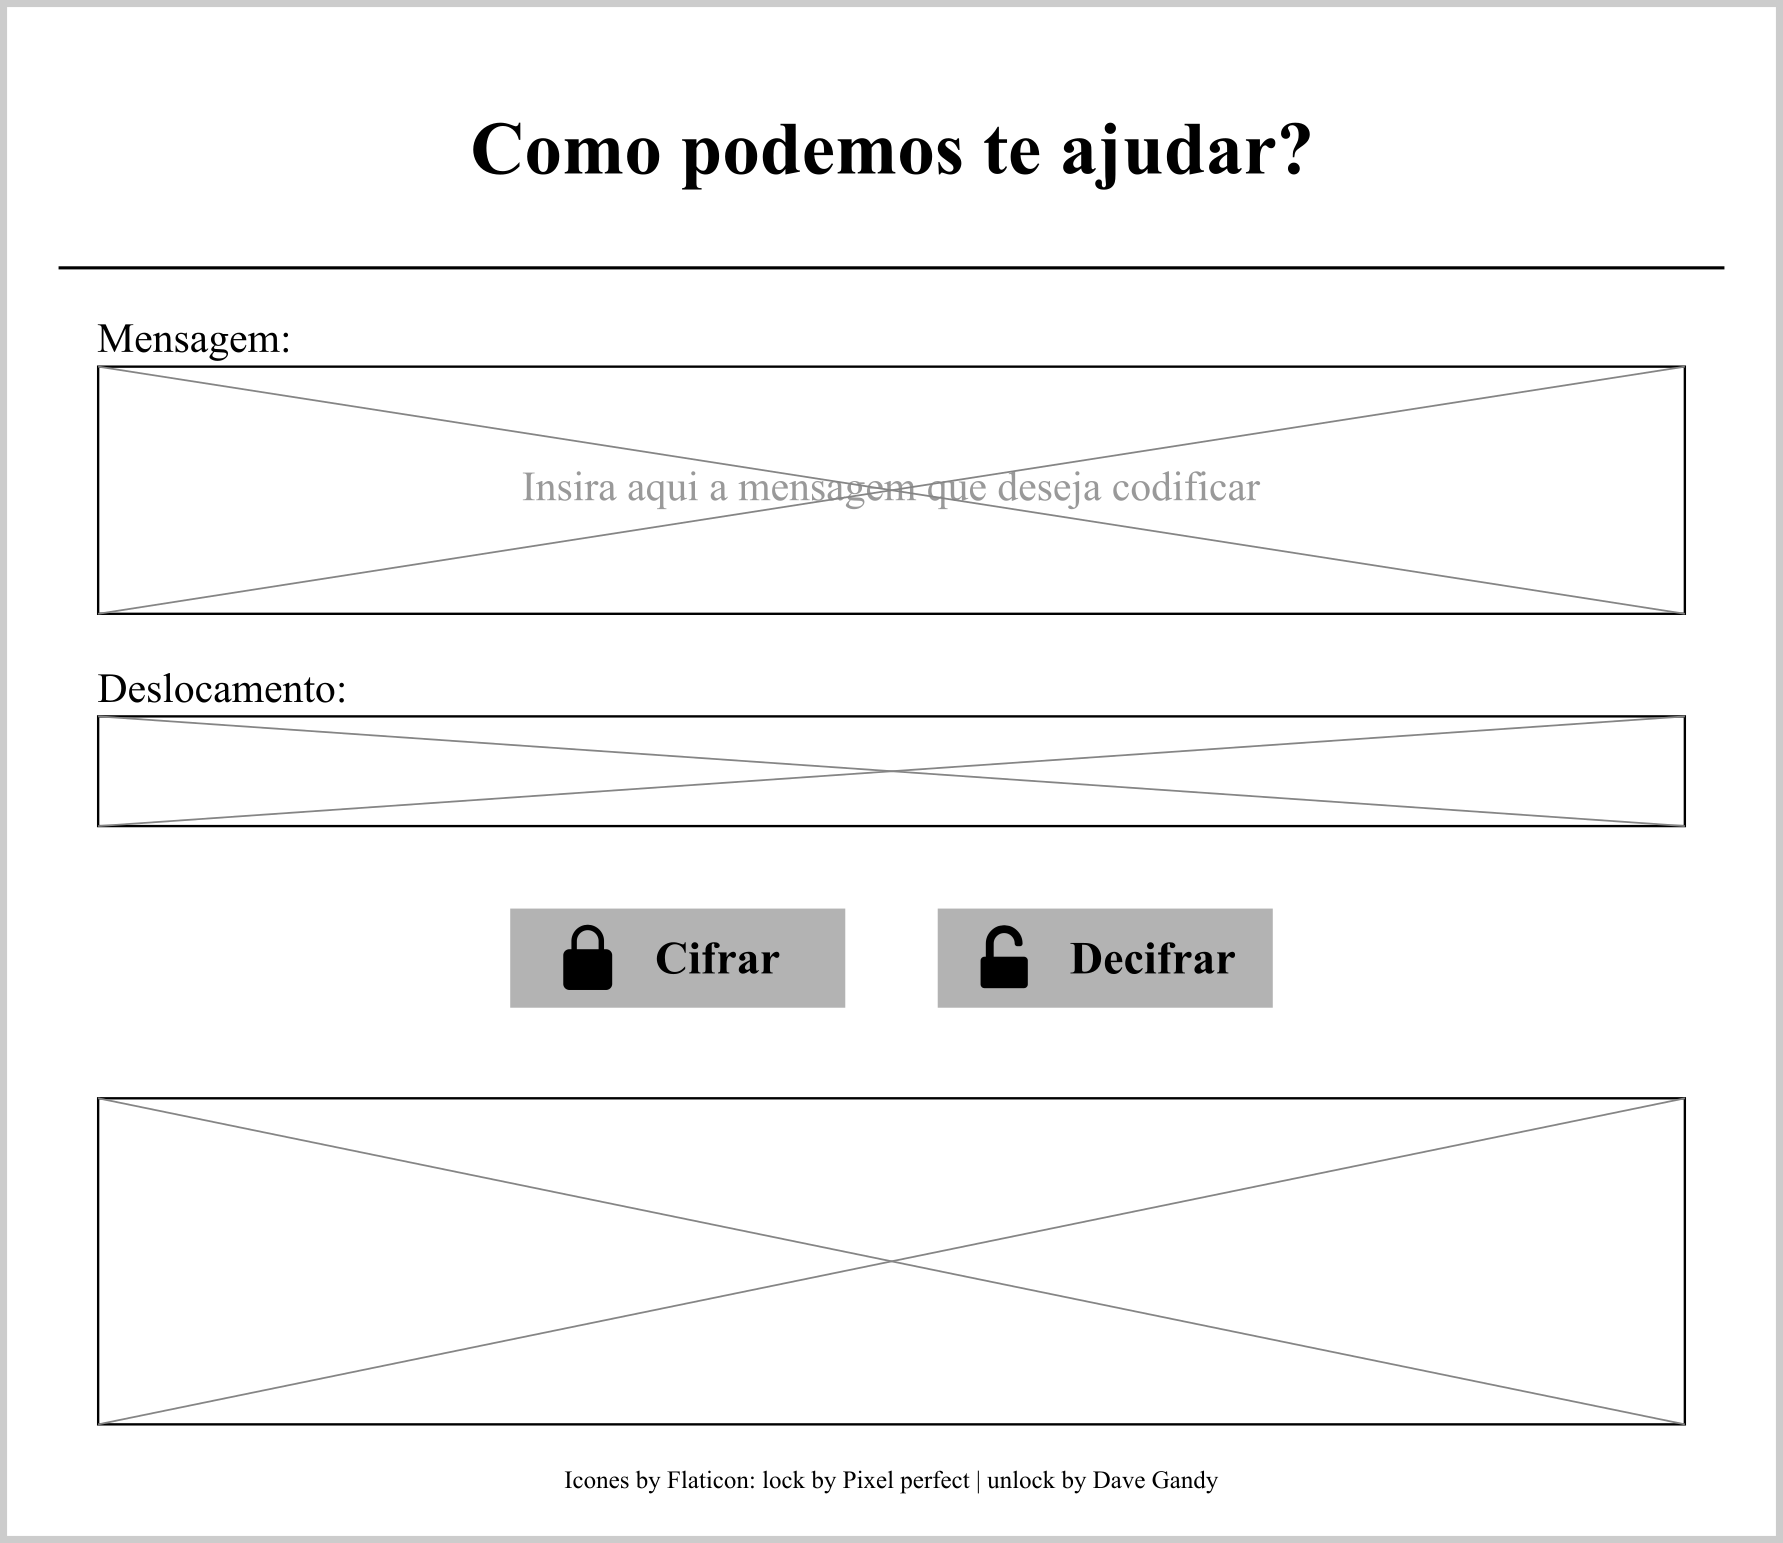 Como podemos te ajudar?
Mensagem:
Insira aqui a mensagem que deseja codificar
Deslocamento:
Cifrar
Decifrar
Icones by Flaticon: lock by Pixel perfect | unlock by Dave Gandy